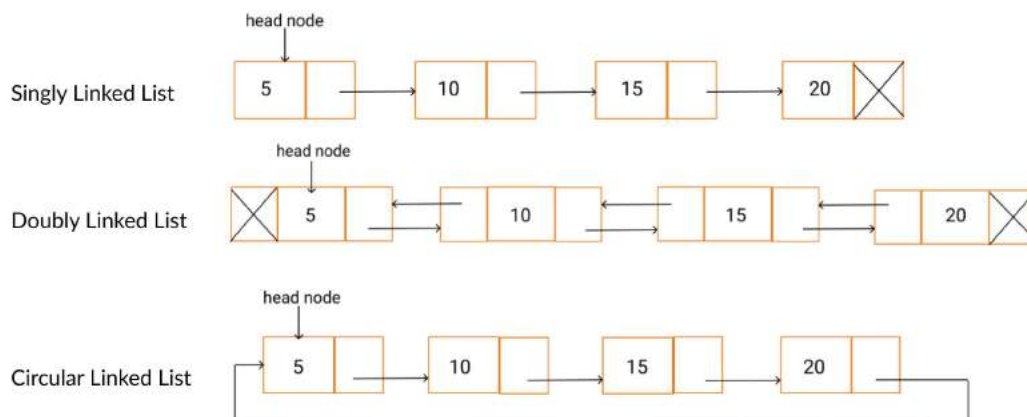 head node
Singly Linked List
5 10 15 20
head node
Doubly Linked List
5 10 15 20
head node
Circular Linked List
5 10 15 20